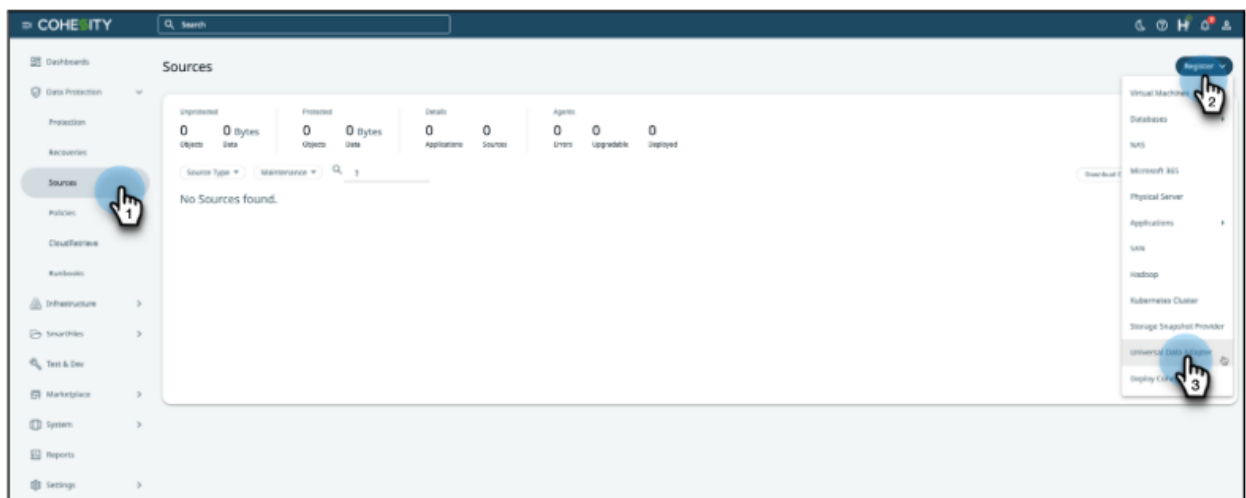 COHESITY
Search
Dashboards
Data Protection
Protection
Recoveries
Sources
Policies
CloudRetrieve
Runbooks
Infrastructure
SmartFiles
Test & Dev
Marketplace
System
Reports
Settings
Sources
Register
Unprotected
Protected
Details
Agents
0 0 Bytes 0 0 Bytes 0 0 0 0 0
Objects Data Objects Data Applications Sources Errors Upgradable Deployed
Source Type Maintenance
No Sources found.
Download
Virtual Machines
Databases
NAS
Microsoft 365
Physical Server
Applications
SAN
Hadoop
Kubernetes Cluster
Storage Snapshot Provider
Universal Data Adapter
Deploy
1
2
3